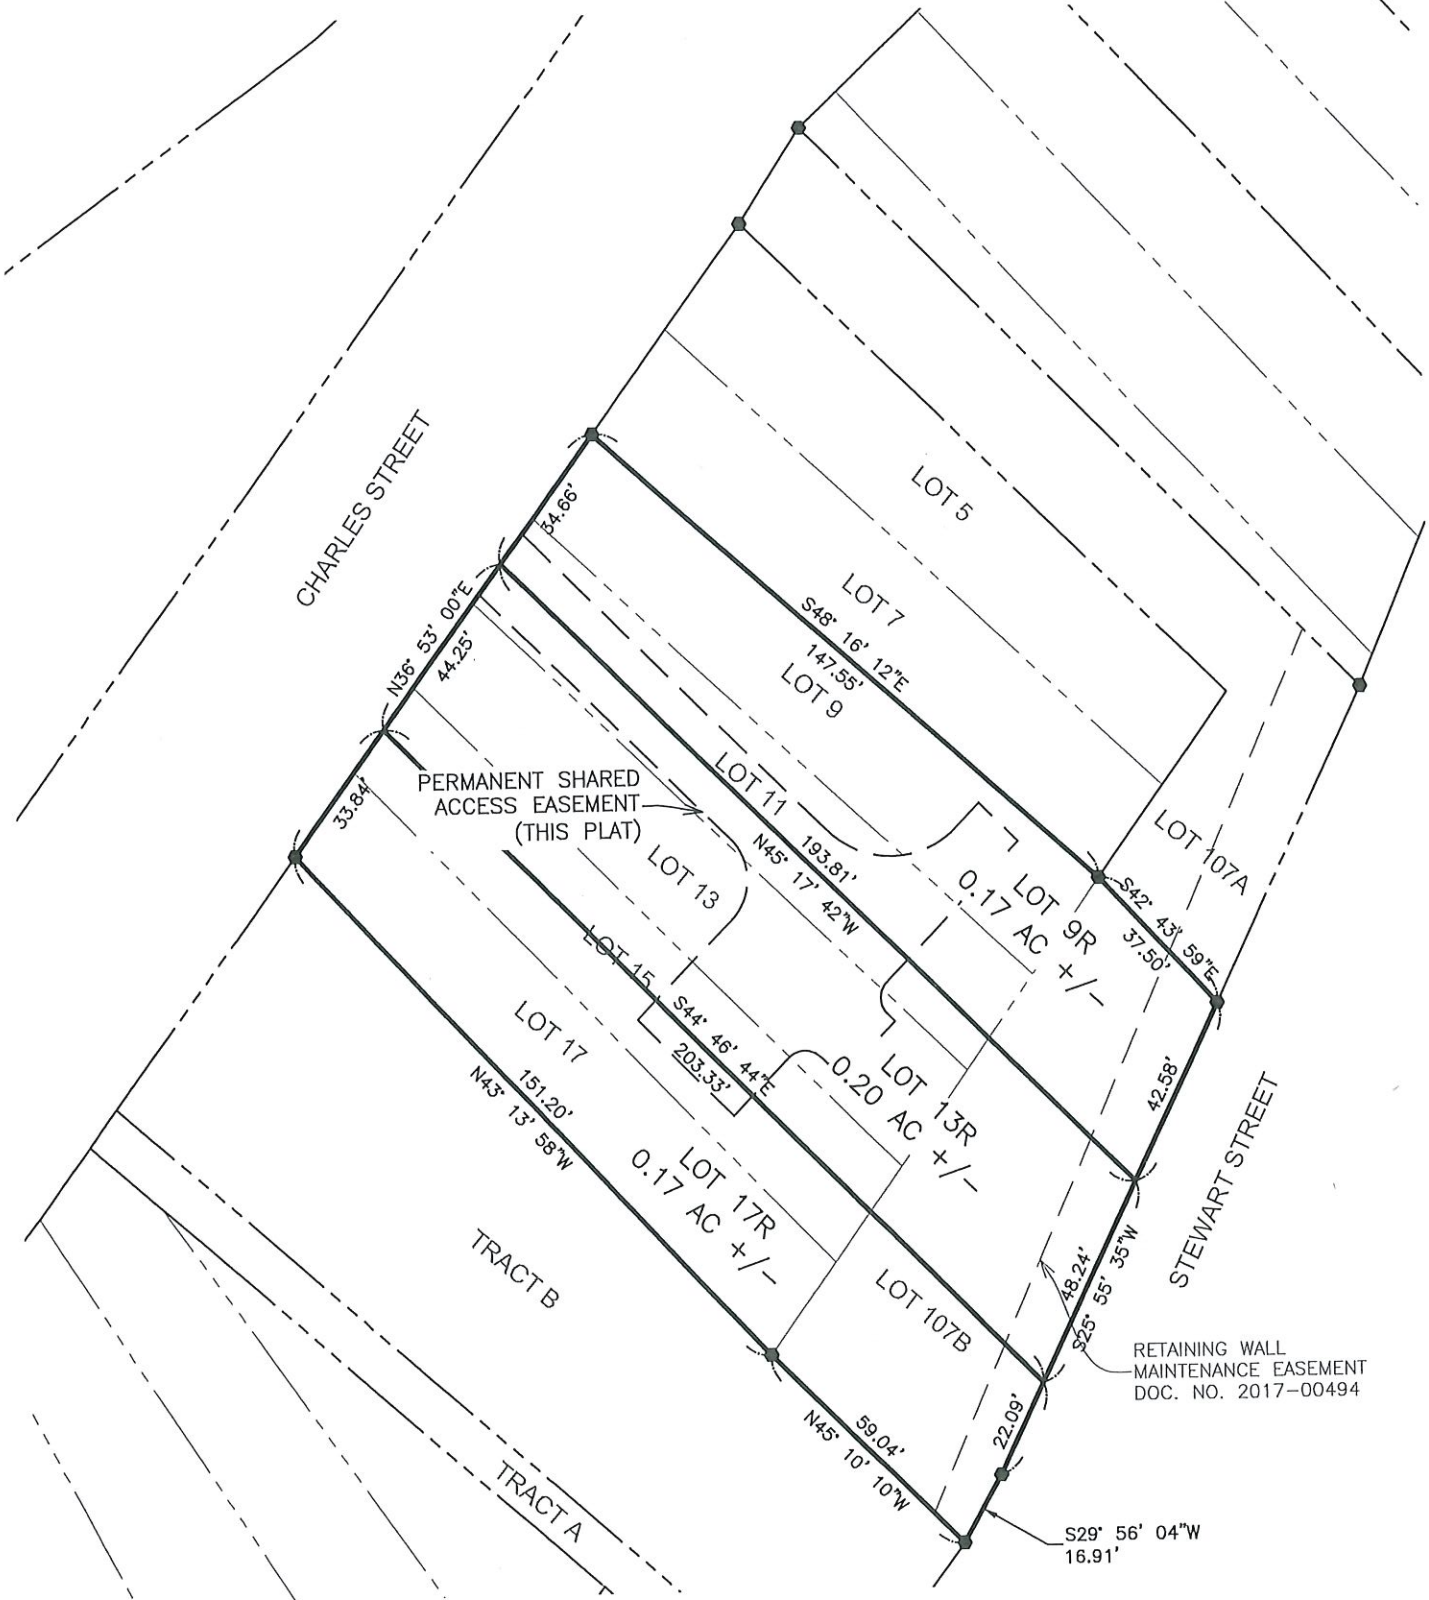 CHARLES STREET
LOT 5
LOT 7
S48° 16' 12"E
147.55'
LOT 9
34.66'
N36° 53' 00"E
44.25'
33.84'
PERMANENT SHARED
ACCESS EASEMENT
(THIS PLAT)
LOT 11
193.81'
N45° 17' 42"W
LOT 13
LOT 107A
LOT 9R
0.17 AC +/-
S42° 43' 59"E
37.50'
LOT 15
S44° 46' 44"E
203.33'
LOT 17
151.20'
N43° 13' 58"W
LOT 13R
0.20 AC +/-
42.58'
STEWART STREET
LOT 17R
0.17 AC +/-
TRACT B
LOT 107B
48.24'
S25° 55' 35"W
RETAINING WALL
MAINTENANCE EASEMENT
DOC. NO. 2017-00494
22.09'
59.04'
N45° 10' 10"W
TRACT A
S29° 56' 04"W
16.91'